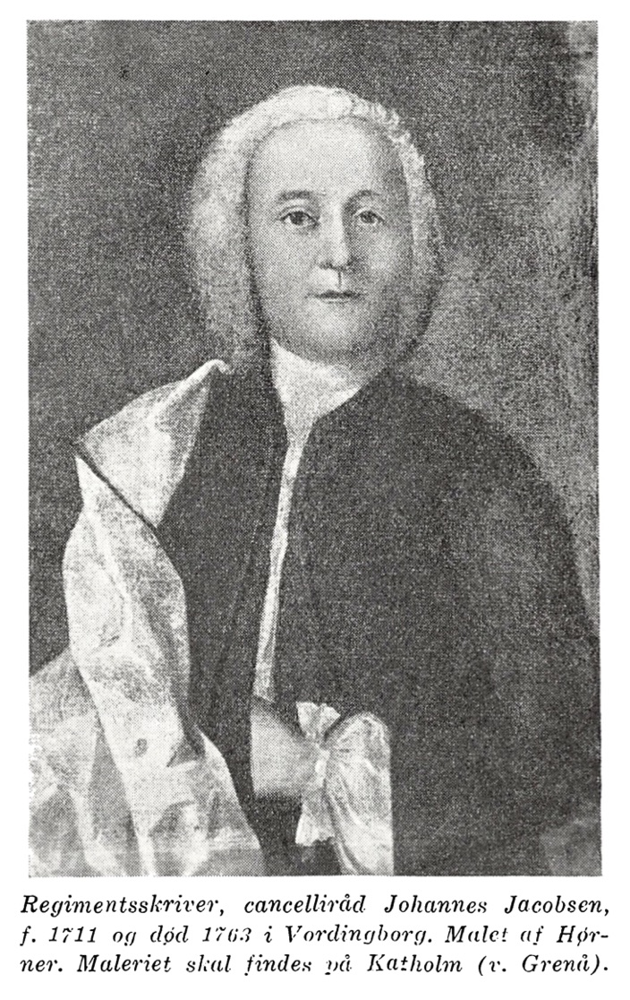 Regimentsskriver, cancelliråd Johannes Jacobsen,
f. 1711 og død 1763 i Vordingborg. Malet af Hør-
ner. Maleriet skal findes på Katholm (v. Grenå).